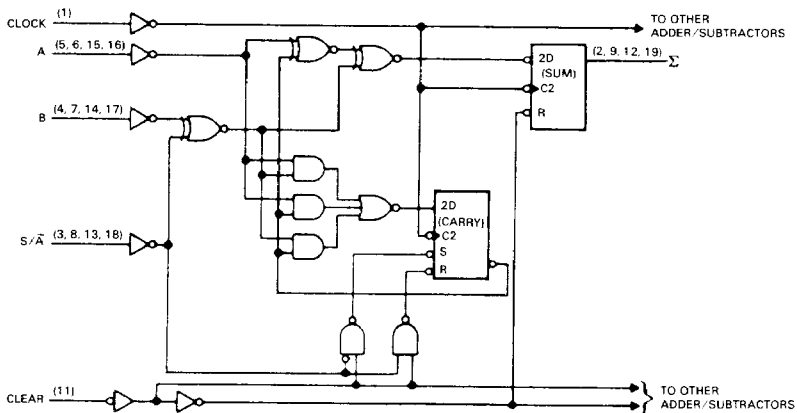 CLOCK (1)
TO OTHER
ADDER/SUBTRACTORS
A (5, 6, 15, 16)
2D
(SUM)
C2
R
(2, 9, 12, 19)
Σ
B (4, 7, 14, 17)
2D
(CARRY)
C2
S
R
S/A̅ (3, 8, 13, 18)
CLEAR (11)
TO OTHER
ADDER/SUBTRACTORS